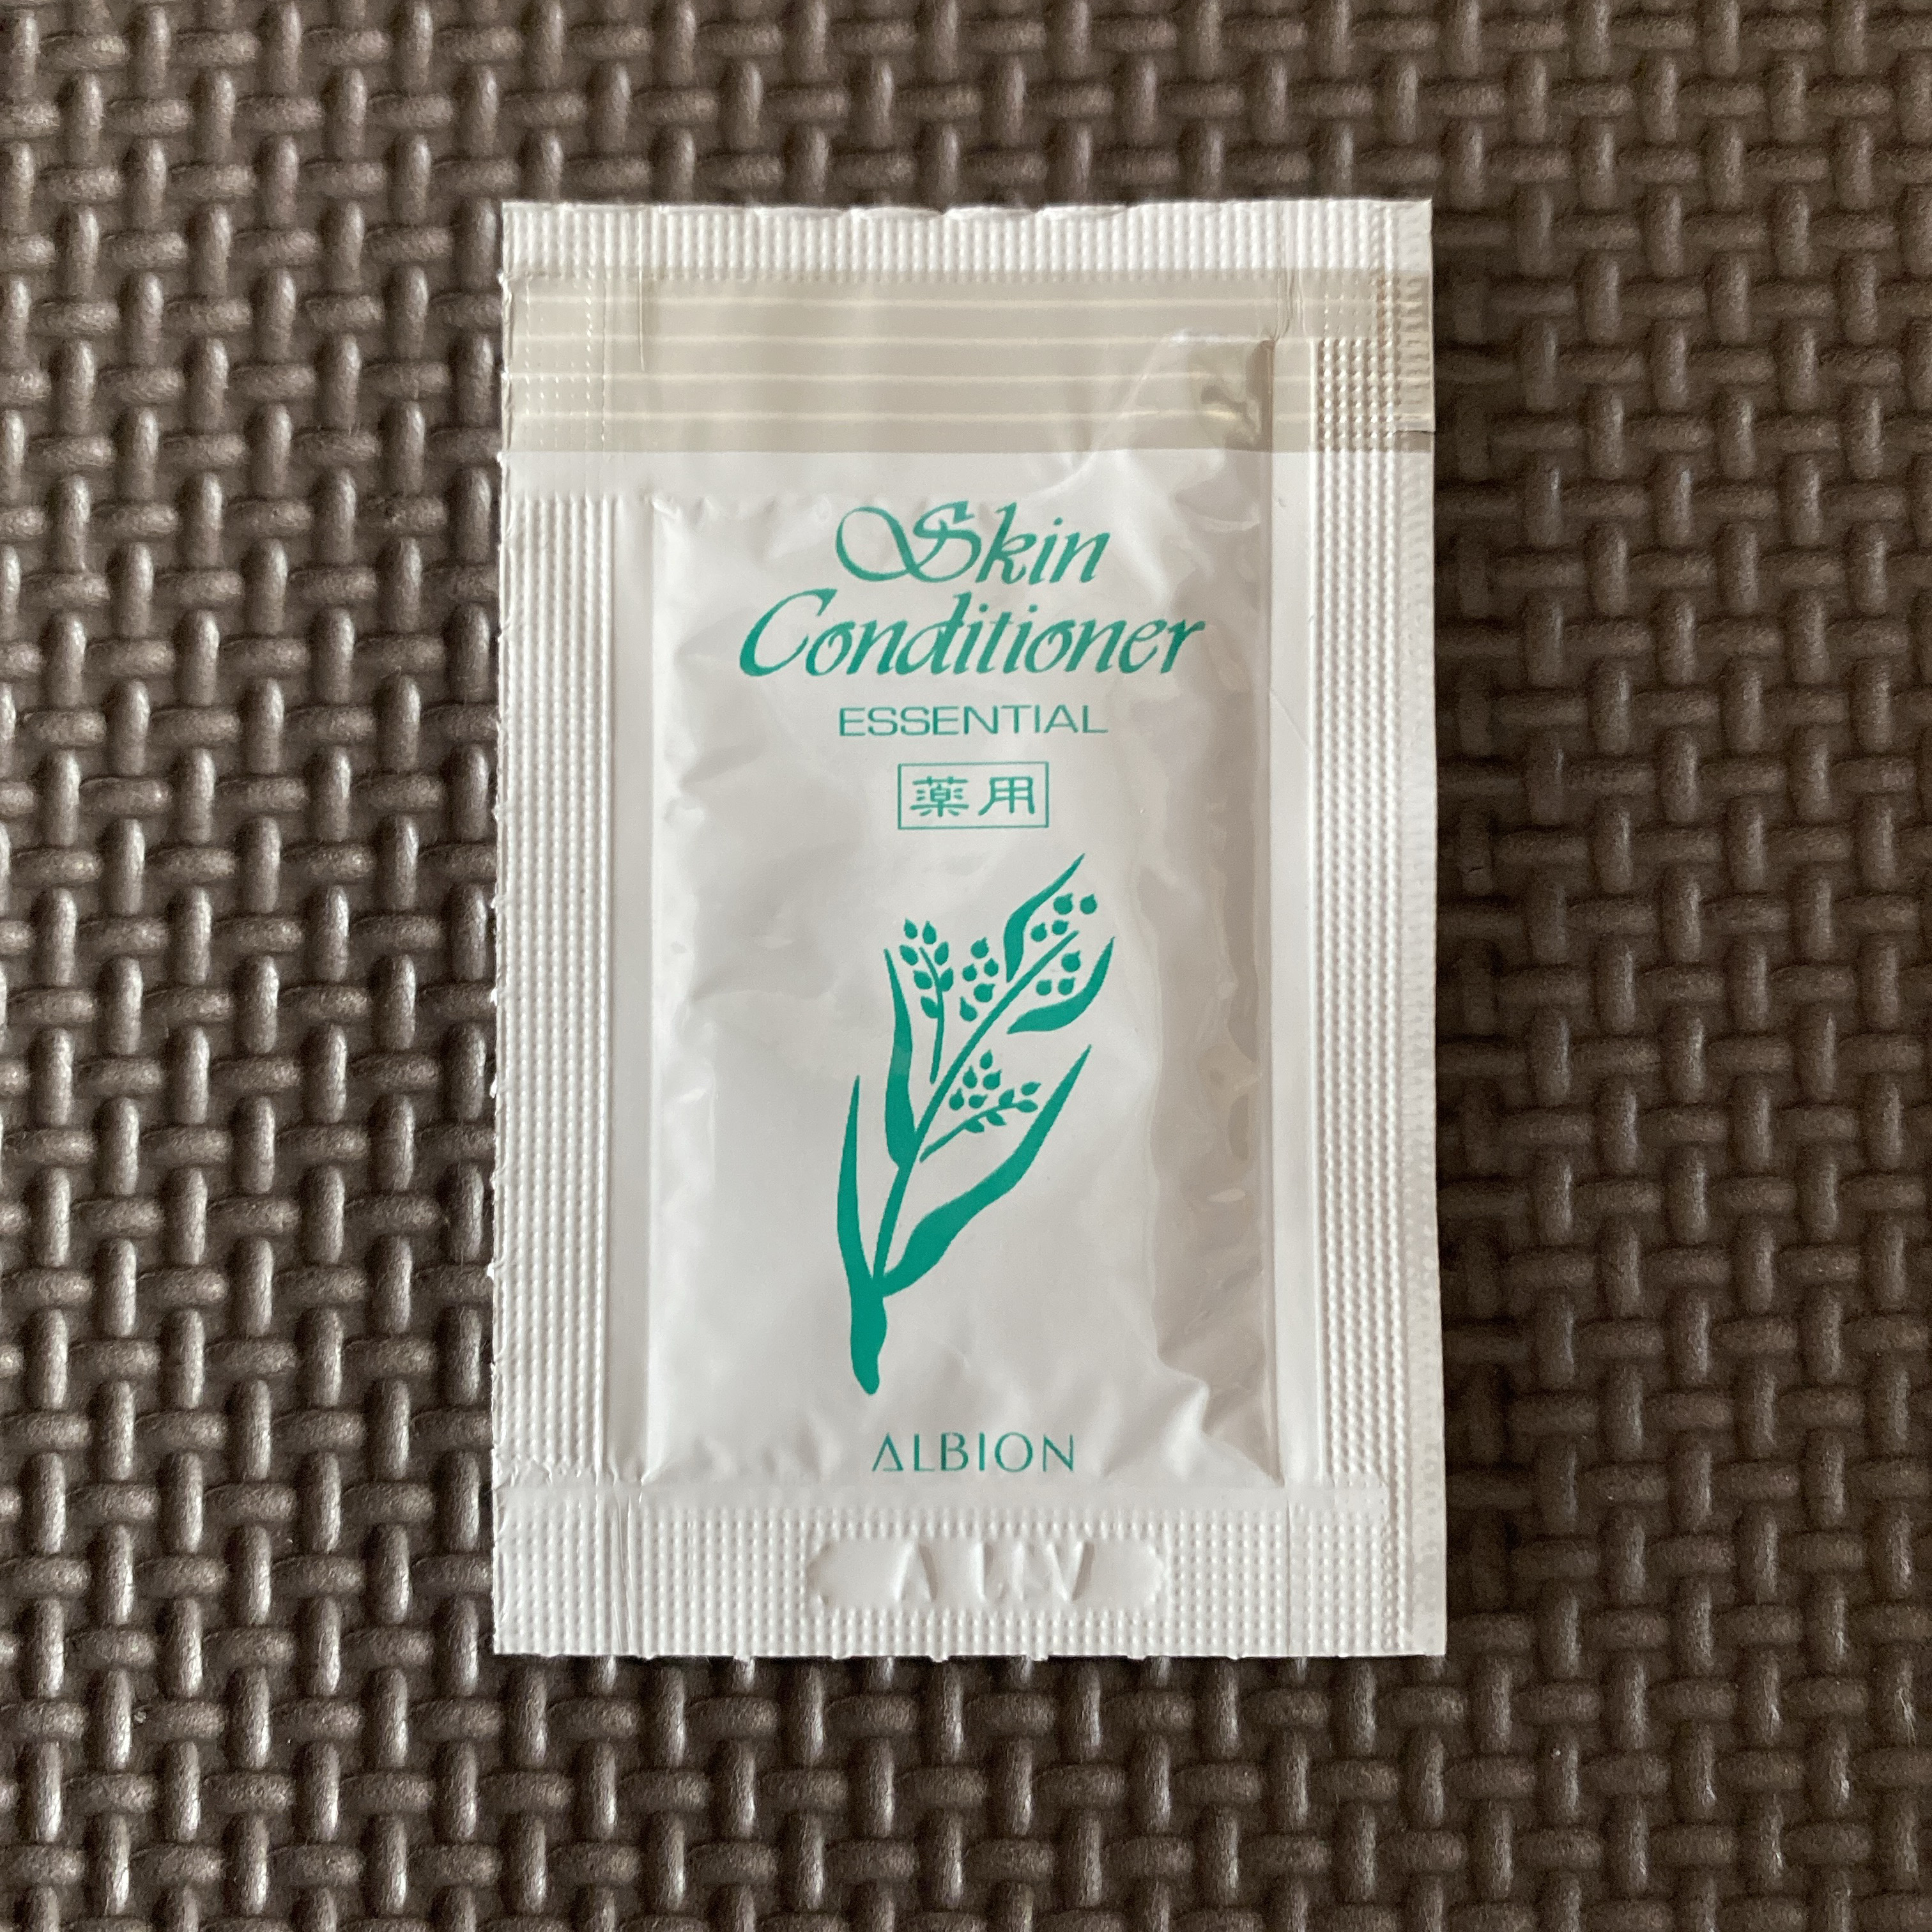 Skin
Conditioner
ESSENTIAL
薬用
ALBION